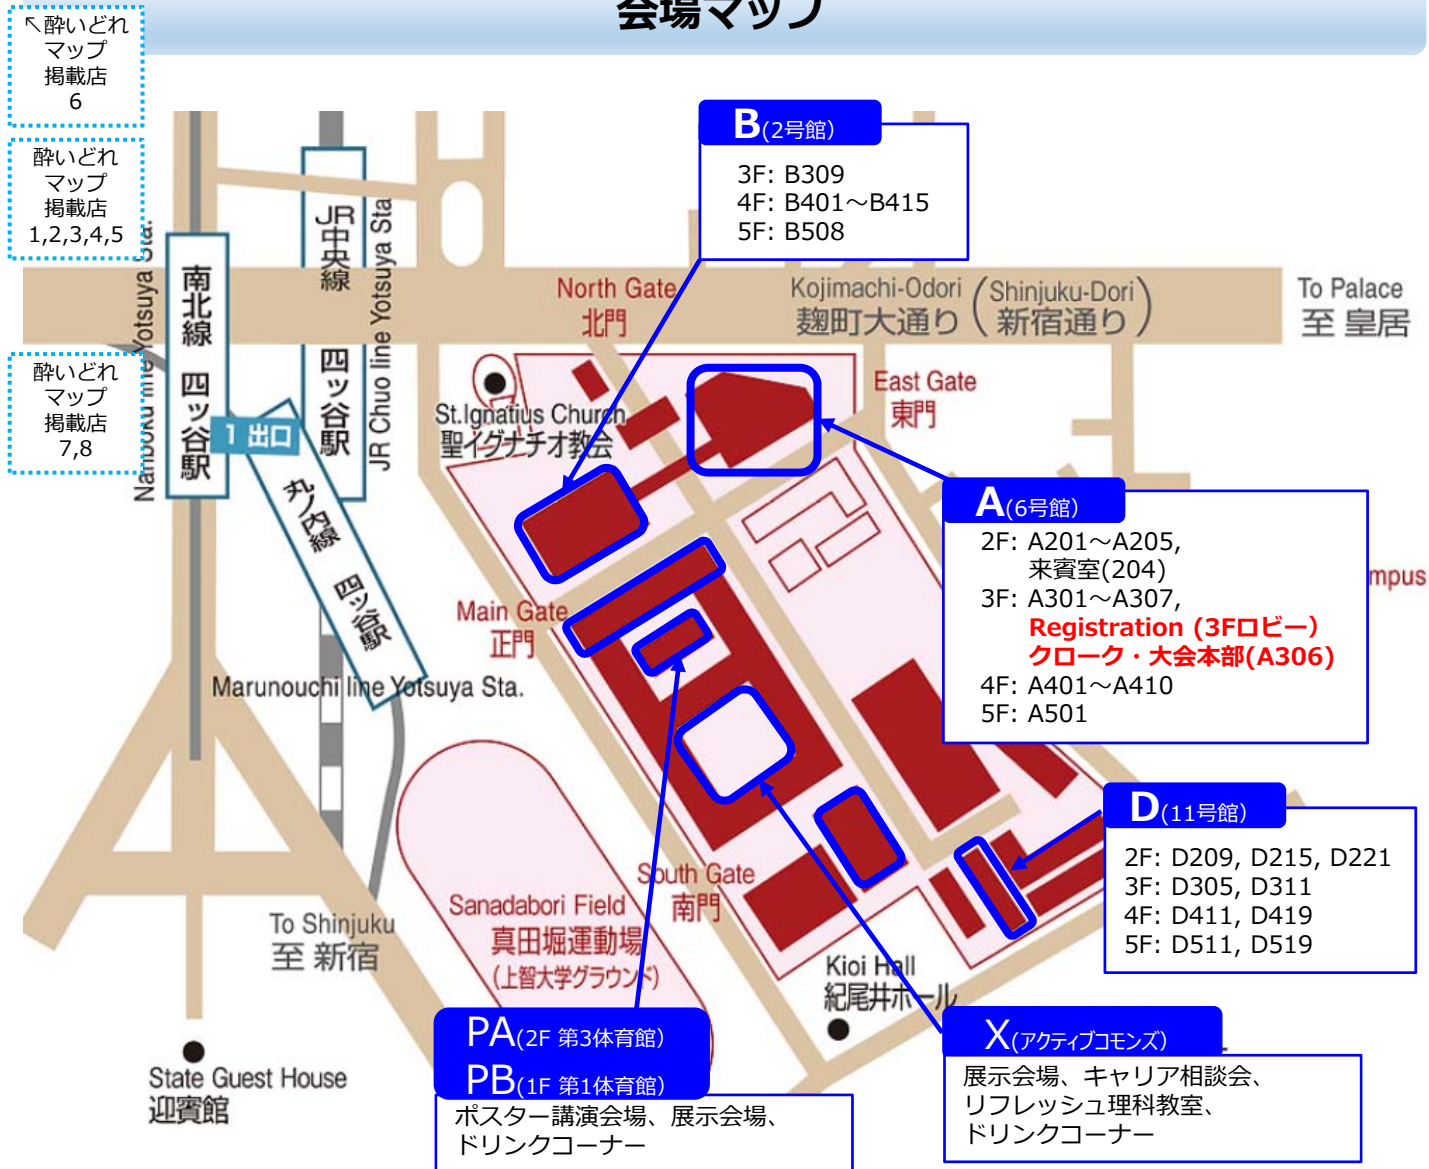 会場マップ
↖酔いどれ
マップ
掲載店
6
酔いどれ
マップ
掲載店
1,2,3,4,5
酔いどれ
マップ
掲載店
7,8
B(2号館)
3F: B309
4F: B401～B415
5F: B508
南北線 四ッ谷駅
Nanboku line Yotsuya Sta.
JR中央線 四ッ谷駅
JR Chuo line Yotsuya Sta
1 出口
丸ノ内線 四ッ谷駅
Marunouchi line Yotsuya Sta.
North Gate
北門
Kojimachi-Odori (Shinjuku-Dori)
麹町大通り(新宿通り)
To Palace
至 皇居
St.Ignatius Church
聖イグナチオ教会
East Gate
東門
A(6号館)
2F: A201～A205,
来賓室(204)
3F: A301～A307,
Registration (3Fロビー)
クローク・大会本部(A306)
4F: A401～A410
5F: A501
mpus
Main Gate
正門
D(11号館)
2F: D209, D215, D221
3F: D305, D311
4F: D411, D419
5F: D511, D519
South Gate
南門
Sanadabori Field
真田堀運動場
(上智大学グラウンド)
To Shinjuku
至 新宿
Kioi Hall
紀尾井ホール
State Guest House
迎賓館
PA(2F 第3体育館)
PB(1F 第1体育館)
ポスター講演会場、展示会場、
ドリンクコーナー
X(アクティブコモンズ)
展示会場、キャリア相談会、
リフレッシュ理科教室、
ドリンクコーナー